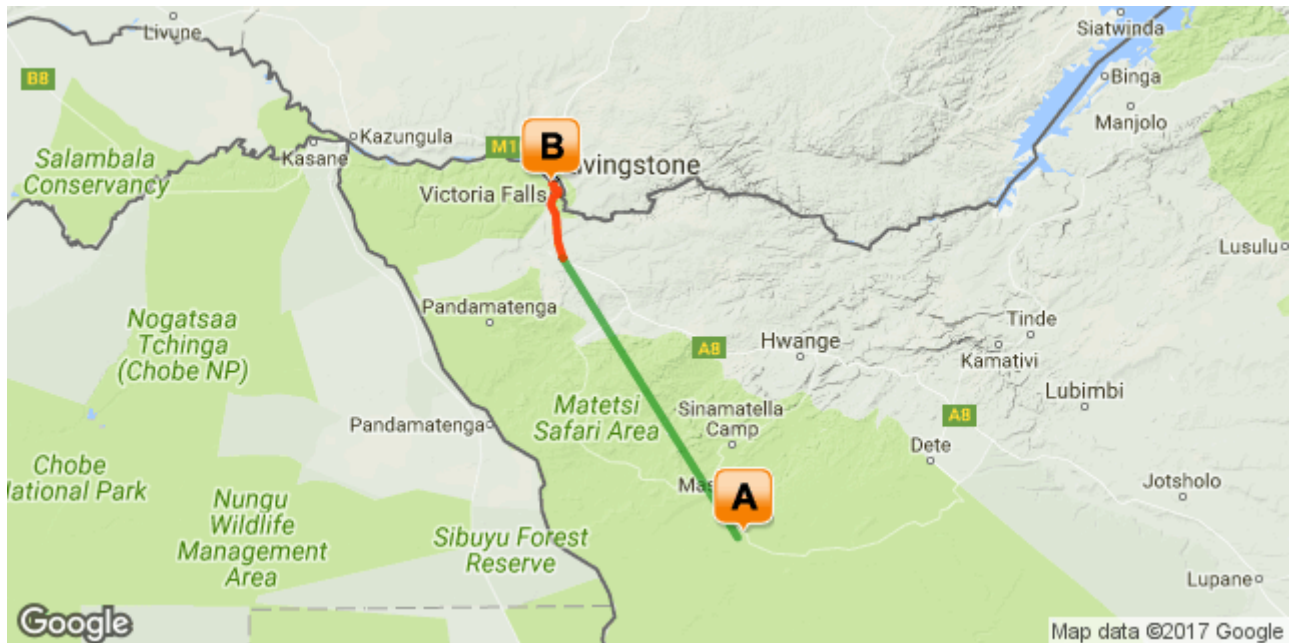 Livune
Siatwinda
B8
Binga
Manjolo
Kazungula
Kasane
M1
B
ivingstone
Salambala
Conservancy
Victoria Falls
Lusulu
Pandamatenga
Nogatsaa
Tchinga
(Chobe NP)
Tinde
A8
Hwange
Kamativi
Lubimbi
Matetsi
Safari Area
Sinamatella
Camp
A8
Pandamatenga
Dete
Chobe
National Park
Mas
A
Jotsholo
Nungu
Wildlife
Management
Area
Sibuyu Forest
Reserve
Lupane
Google
Map data ©2017 Google